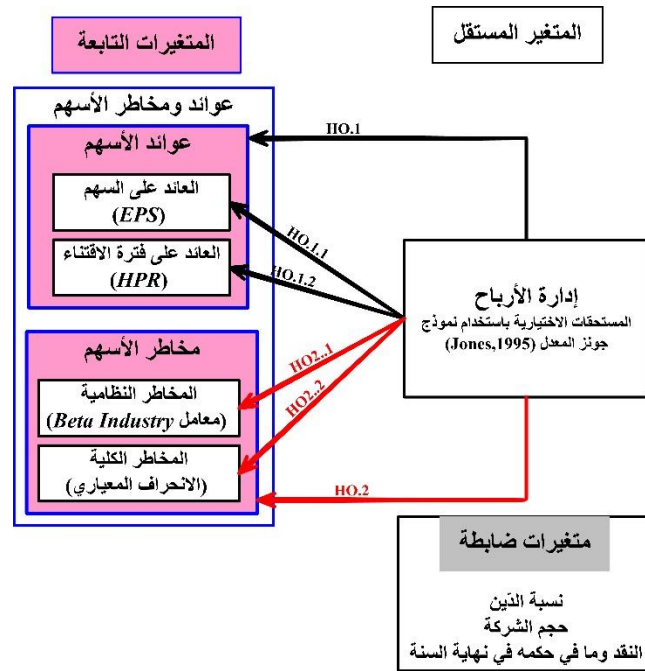 المتغير المستقل
المتغيرات التابعة
عوائد ومخاطر الأسهم
عوائد الأسهم
HO.1
العائد على السهم
(EPS)
HO.1.1
العائد على فترة الاقتناء
(HPR)
HO.1.2
إدارة الأرباح
المستحقات الاختيارية باستخدام نموذج
جونز المعدل (Jones,1995)
مخاطر الأسهم
HO2..1
المخاطر النظامية
(معامل Beta Industry)
HO2..2
المخاطر الكلية
(الانحراف المعياري)
HO.2
متغيرات ضابطة
نسبة الدَين
حجم الشركة
النقد وما في حكمه في نهاية السنة